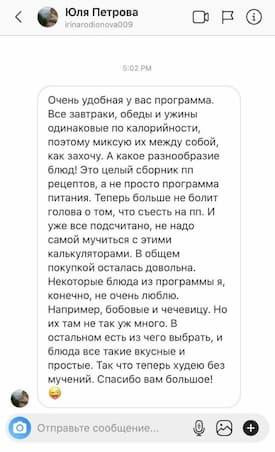 Юля Петрова
irinarodionova009
5:02 PM
Очень удобная у вас программа.
Все завтраки, обеды и ужины
одинаковые по калорийности,
поэтому миксую их между собой,
как захочу. А какое разнообразие
блюд! Это целый сборник пп
рецептов, а не просто программа
питания. Теперь больше не болит
голова о том, что съесть на пп. И
уже все подсчитано, не надо
самой мучиться с этими
калькуляторами. В общем
покупкой осталась довольна.
Некоторые блюда из программы я,
конечно, не очень люблю.
Например, бобовые и чечевицу. Но
их там не так уж много. В
остальном есть из чего выбрать, и
блюда все такие вкусные и
простые. Так что теперь худею без
мучений. Спасибо вам большое!
😜
Отправьте сообщение...